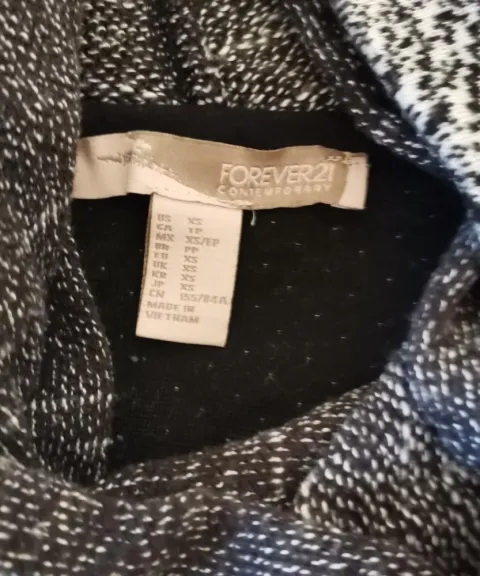 FOREVER21
CONTEMPORARY
US XS
CA TP
MX XS/EP
BR PP
EU XS
UK XS
KR XS
JP XS
CN 155/84A
MADE IN
VIETNAM